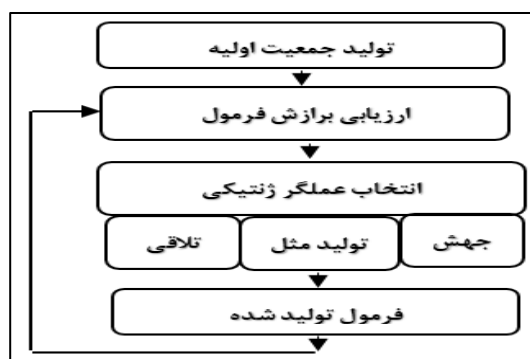 تولید جمعیت اولیه
ارزیابی برازش فرمول
انتخاب عملگر ژنتیکی
جهش
تولید مثل
تلاقی
فرمول تولید شده